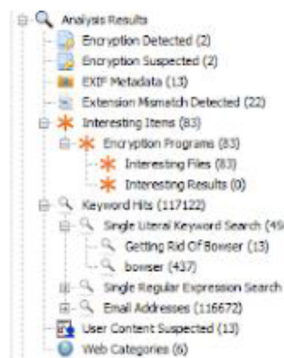 Analysis Results
Encryption Detected (2)
Encryption Suspected (2)
EXIF Metadata (13)
Extension Mismatch Detected (22)
Interesting Items (83)
Encryption Programs (83)
Interesting Files (83)
Interesting Results (0)
Keyword Hits (117122)
Single Literal Keyword Search (45
Getting Rid Of Bowser (13)
bowser (437)
Single Regular Expression Search
Email Addresses (116672)
User Content Suspected (13)
Web Categories (6)